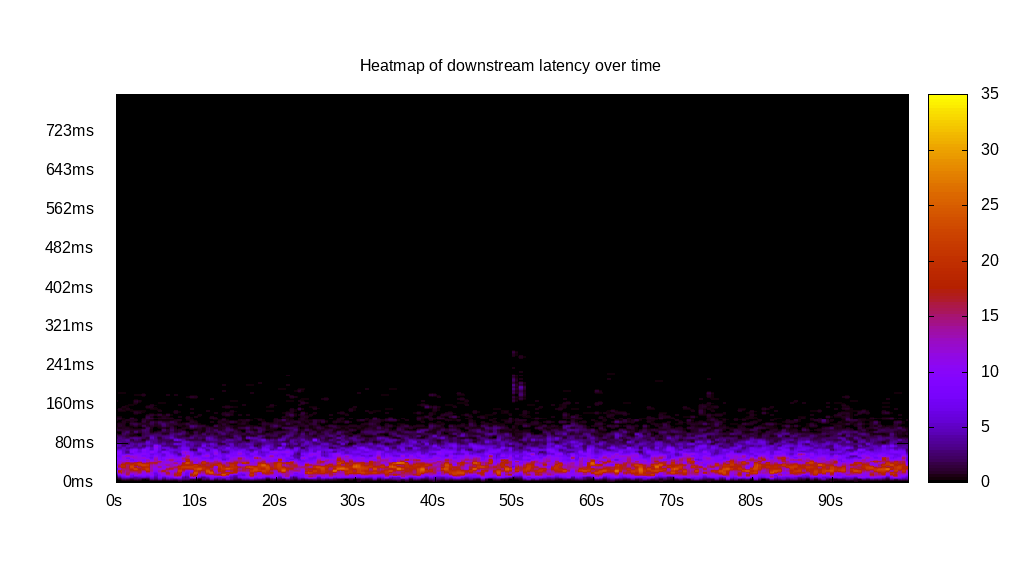 Heatmap of downstream latency over time
723ms
643ms
562ms
482ms
402ms
321ms
241ms
160ms
80ms
0ms
0s 10s 20s 30s 40s 50s 60s 70s 80s 90s
35
30
25
20
15
10
5
0